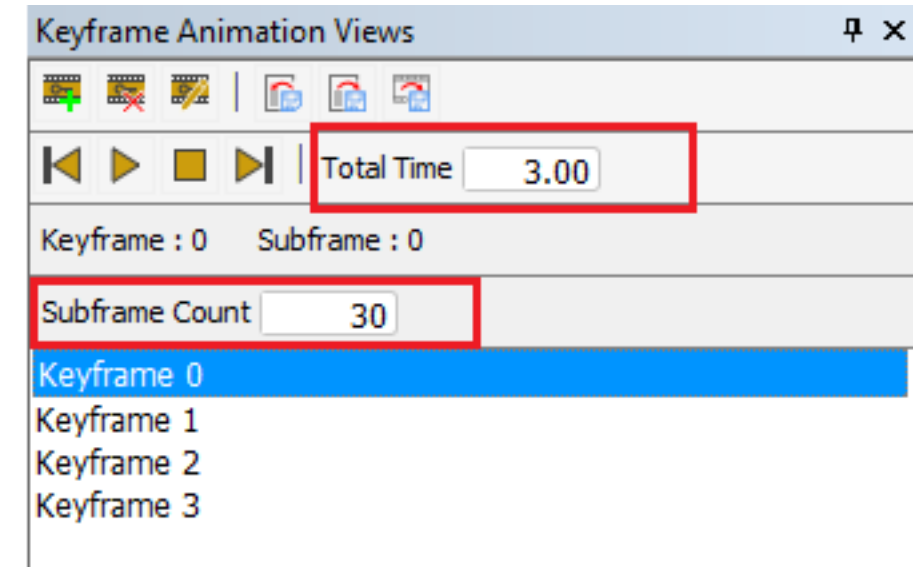 Keyframe Animation Views
Total Time 3.00
Keyframe : 0 Subframe : 0
Subframe Count 30
Keyframe 0
Keyframe 1
Keyframe 2
Keyframe 3